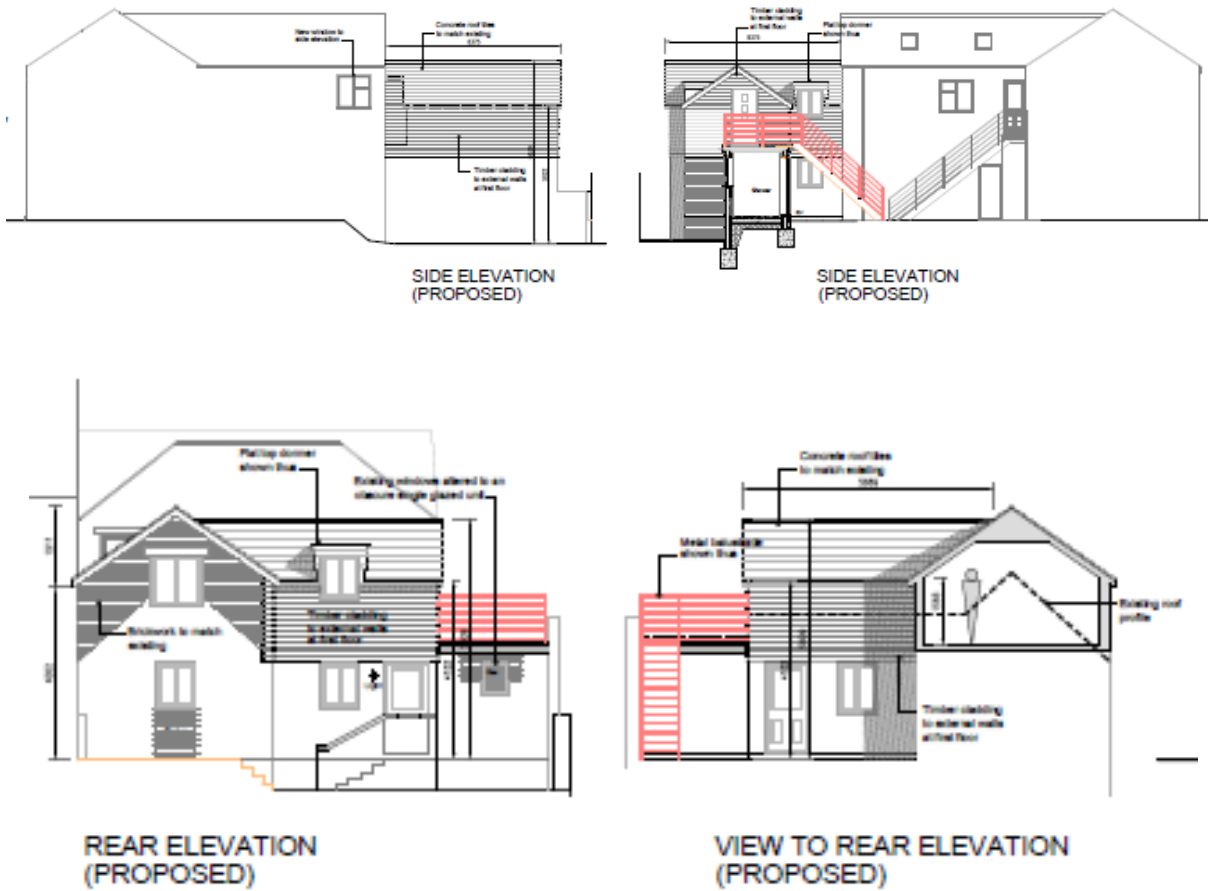 New window to
side elevation
Concrete roof tiles
to match existing
Timber cladding
to external walls
at first floor
SIDE ELEVATION
(PROPOSED)
Timber cladding
to external walls
at first floor
Flat top dormer
shown thus
SIDE ELEVATION
(PROPOSED)
Flat top dormer
shown thus
Existing windows altered to an
obscure single glazed unit
Timber cladding
to external walls
at first floor
Brickwork to match
existing
REAR ELEVATION
(PROPOSED)
Concrete roof tiles
to match existing
Metal balustrade
shown thus
Existing roof
profile
Timber cladding
to external walls
at first floor
VIEW TO REAR ELEVATION
(PROPOSED)